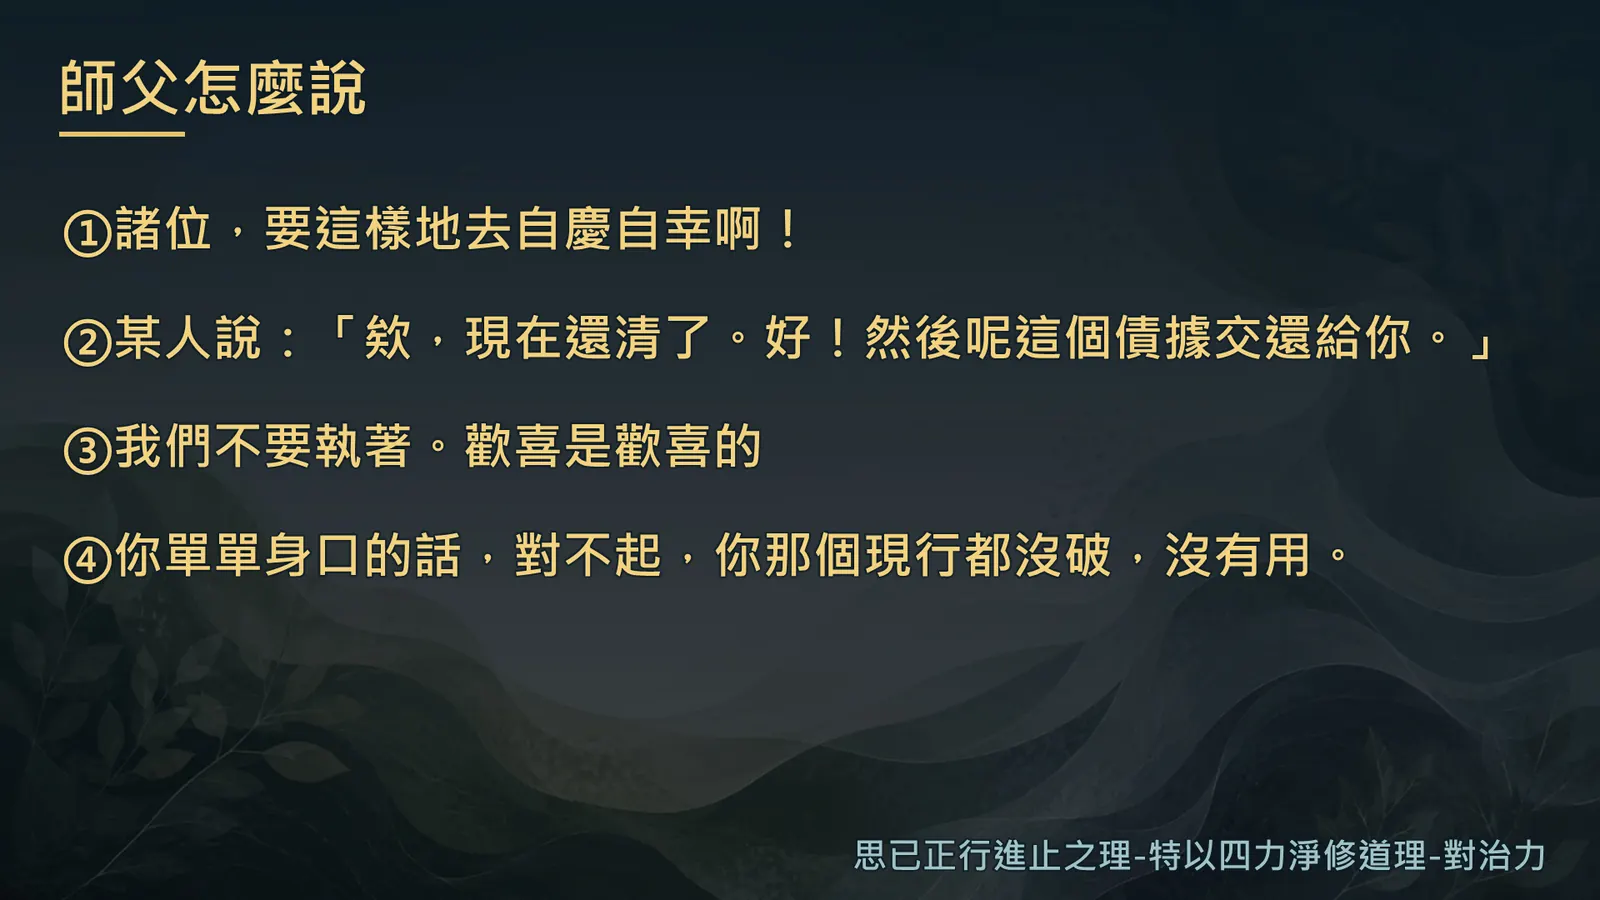 師父怎麼說
①諸位，要這樣地去自慶自幸啊！
②某人說：「欸，現在還清了。好！然後呢這個債據交還給你。」
③我們不要執著。歡喜是歡喜的
④你單單身口的話，對不起，你那個現行都沒破，沒有用。
思已正行進止之理-特以四力淨修道理-對治力